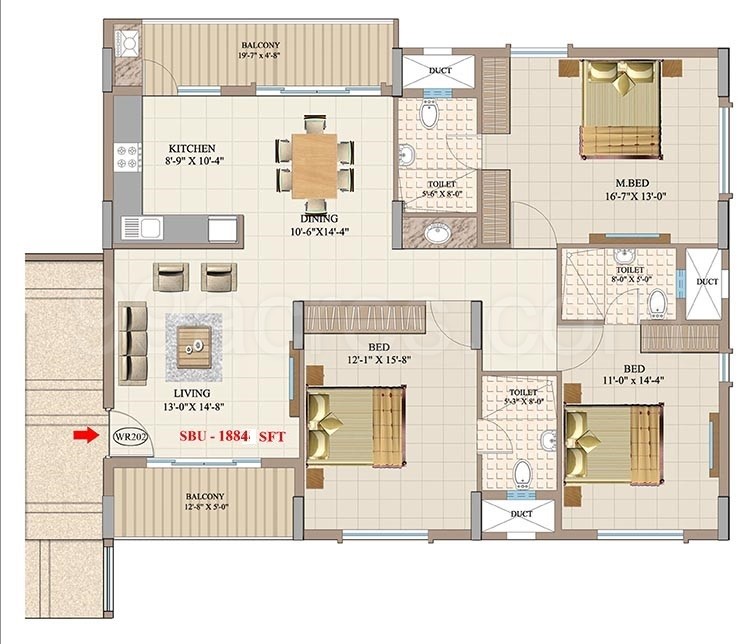 BALCONY
19'-7" x 4'-8"
DUCT
KITCHEN
8'-9" X 10'-4"
TOILET
5'-6" X 8'-0"
M.BED
16'-7" X 13'-0"
DINING
10'-6"X14'-4"
TOILET
8'-0" X 5'-0"
DUCT
BED
12'-1" X 15'-8"
BED
11'-0" x 14'-4"
LIVING
13'-0" X 14'-8"
TOILET
5'-3" X 8'-0"
WR202
SBU - 1884 SFT
BALCONY
12'-8" X 5'-0"
DUCT